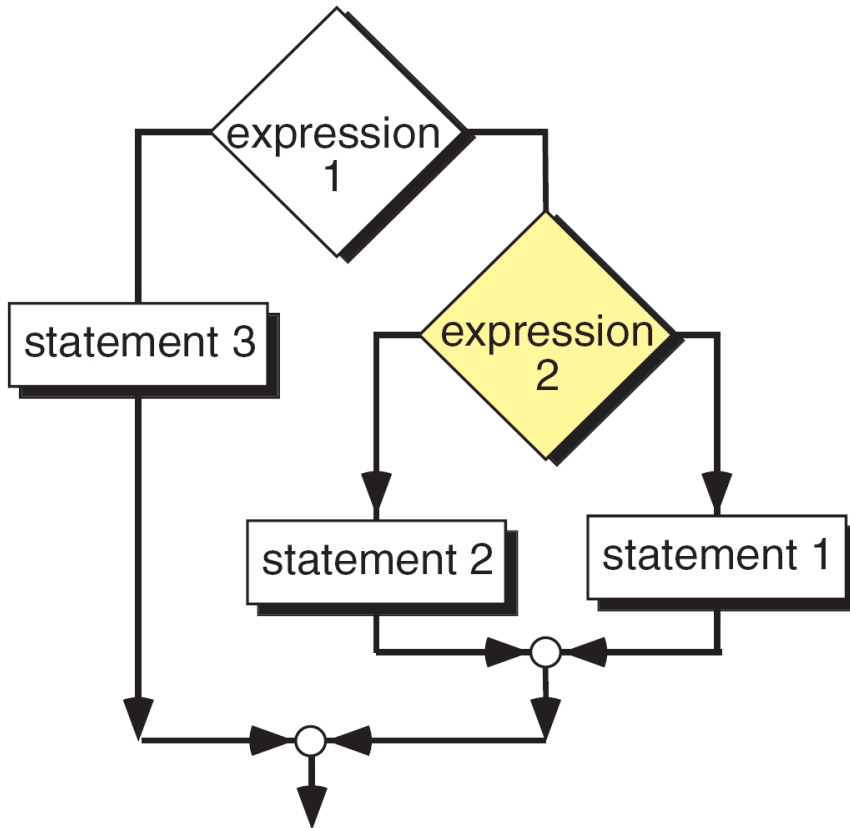 expression
1
expression
2
statement 3
statement 2
statement 1